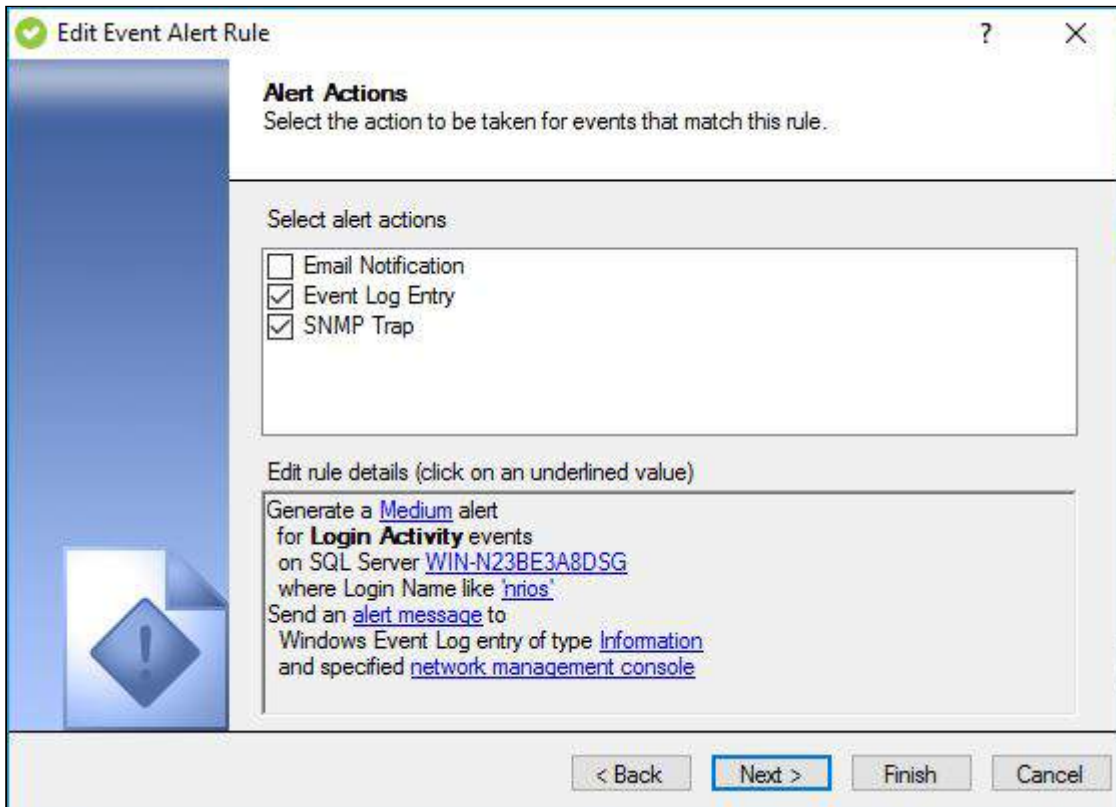 Edit Event Alert Rule
?
Alert Actions
Select the action to be taken for events that match this rule.
Select alert actions
Email Notification
Event Log Entry
SNMP Trap
Edit rule details (click on an underlined value)
Generate a Medium alert
for Login Activity events
on SQL Server WIN-N23BE3A8DSG
where Login Name like 'nrios'
Send an alert message to
Windows Event Log entry of type Information
and specified network management console
< Back Next > Finish Cancel